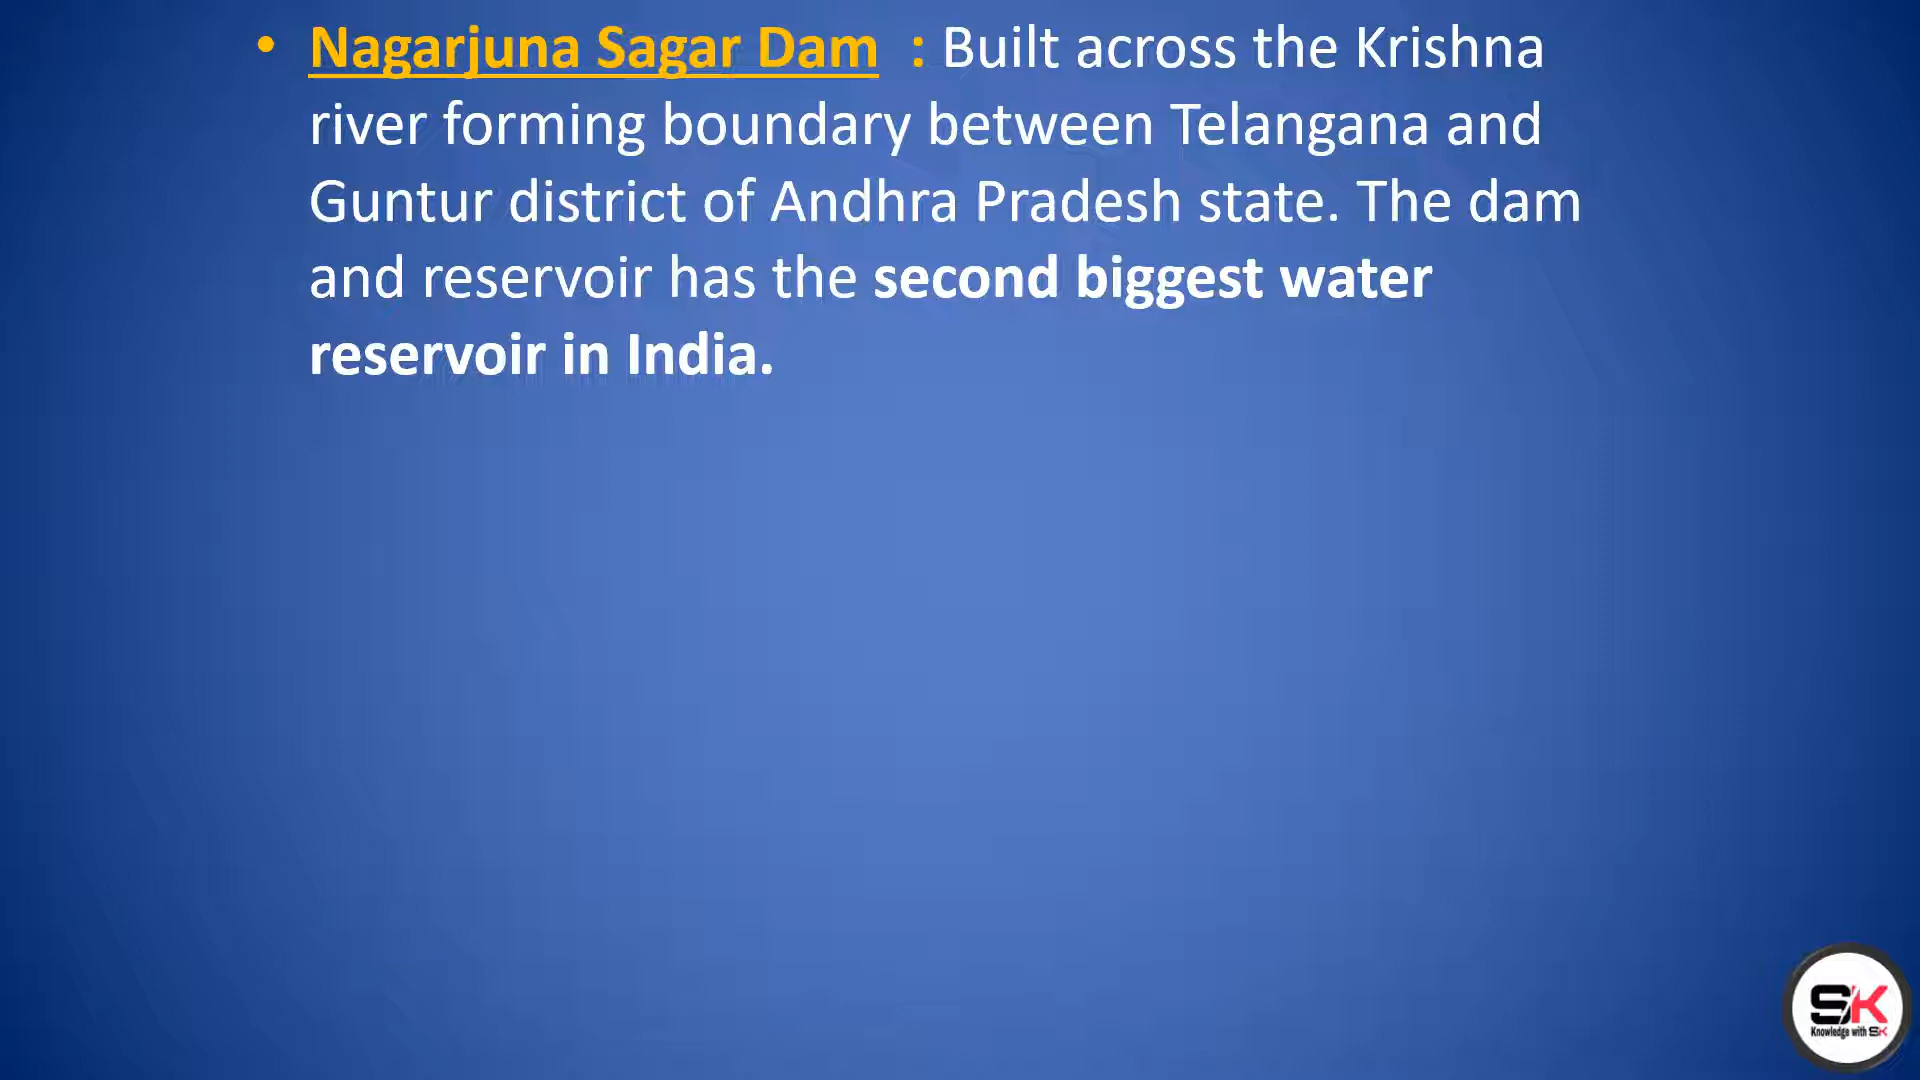 • Nagarjuna Sagar Dam : Built across the Krishna
river forming boundary between Telangana and
Guntur district of Andhra Pradesh state. The dam
and reservoir has the second biggest water
reservoir in India.
SK
Knowledge with SK